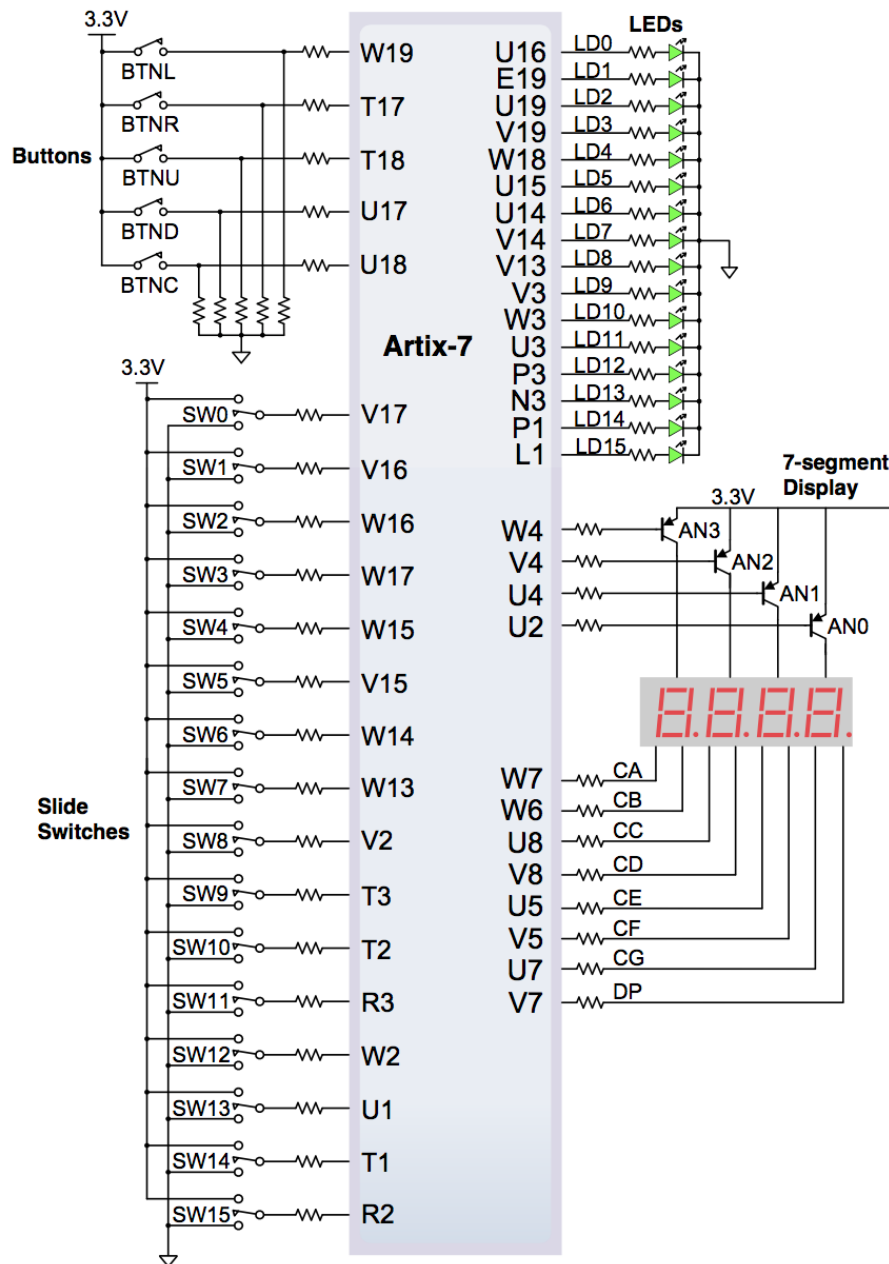 3.3V
BTNL
BTNR
Buttons
BTNU
BTND
BTNC
W19
T17
T18
U17
U18
Artix-7
3.3V
SW0
SW1
SW2
SW3
SW4
SW5
SW6
SW7
Slide
Switches
SW8
SW9
SW10
SW11
SW12
SW13
SW14
SW15
V17
V16
W16
W17
W15
V15
W14
W13
V2
T3
T2
R3
W2
U1
T1
R2
LEDs
U16 LD0
E19 LD1
U19 LD2
V19 LD3
W18 LD4
U15 LD5
U14 LD6
V14 LD7
V13 LD8
V3 LD9
W3 LD10
U3 LD11
P3 LD12
N3 LD13
P1 LD14
L1 LD15
7-segment
Display
3.3V
W4 AN3
V4 AN2
U4 AN1
U2 AN0
8.8.8.8.
W7 CA
W6 CB
U8 CC
V8 CD
U5 CE
V5 CF
U7 CG
V7 DP